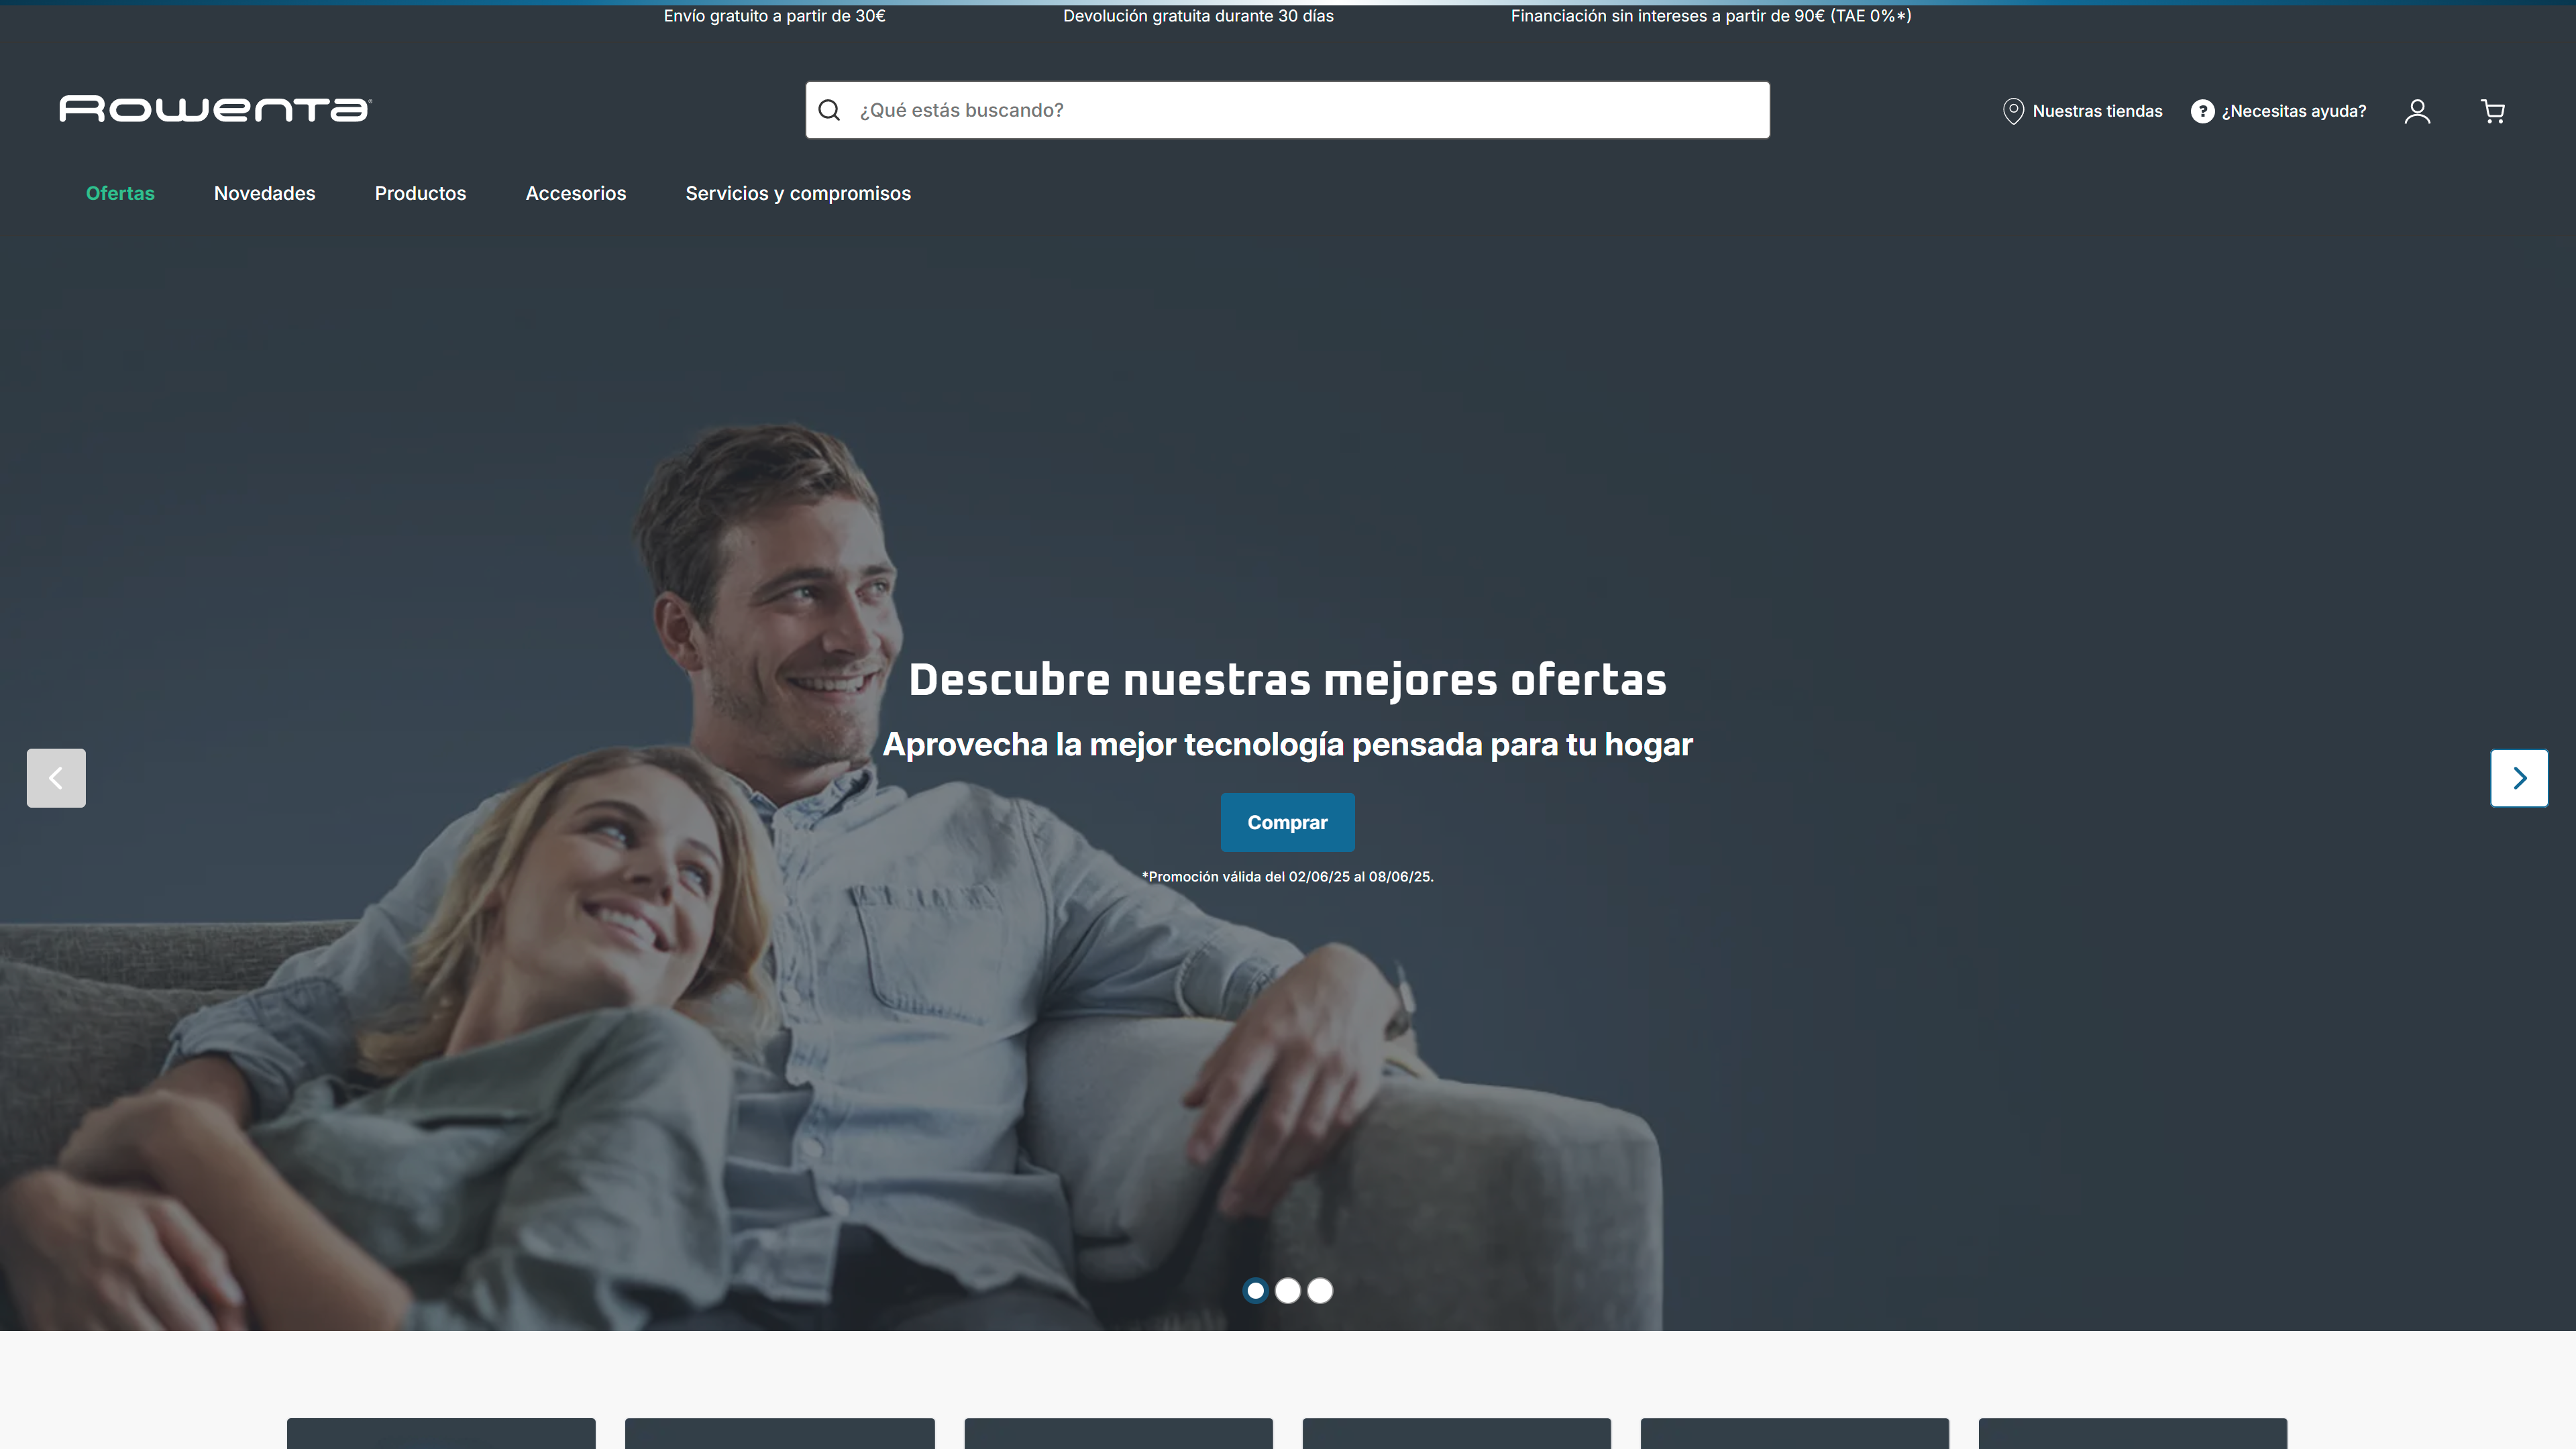 Envío gratuito a partir de 30€
Devolución gratuita durante 30 días
Financiación sin intereses a partir de 90€ (TAE 0%*)
Rowenta
¿Qué estás buscando?
Nuestras tiendas
¿Necesitas ayuda?
Ofertas
Novedades
Productos
Accesorios
Servicios y compromisos
Descubre nuestras mejores ofertas
Aprovecha la mejor tecnología pensada para tu hogar
Comprar
*Promoción válida del 02/06/25 al 08/06/25.